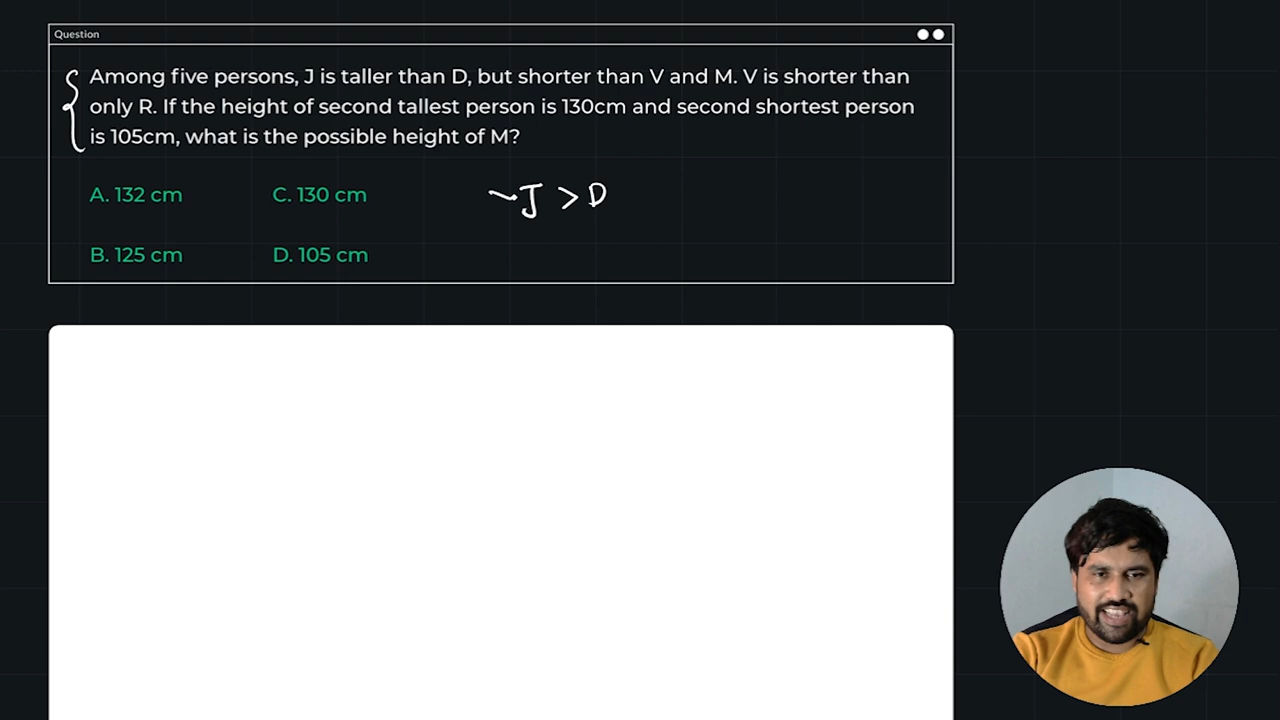 Question
Among five persons, J is taller than D, but shorter than V and M. V is shorter than
only R. If the height of second tallest person is 130cm and second shortest person
is 105cm, what is the possible height of M?
A. 132 cm C. 130 cm
~J > D
B. 125 cm D. 105 cm